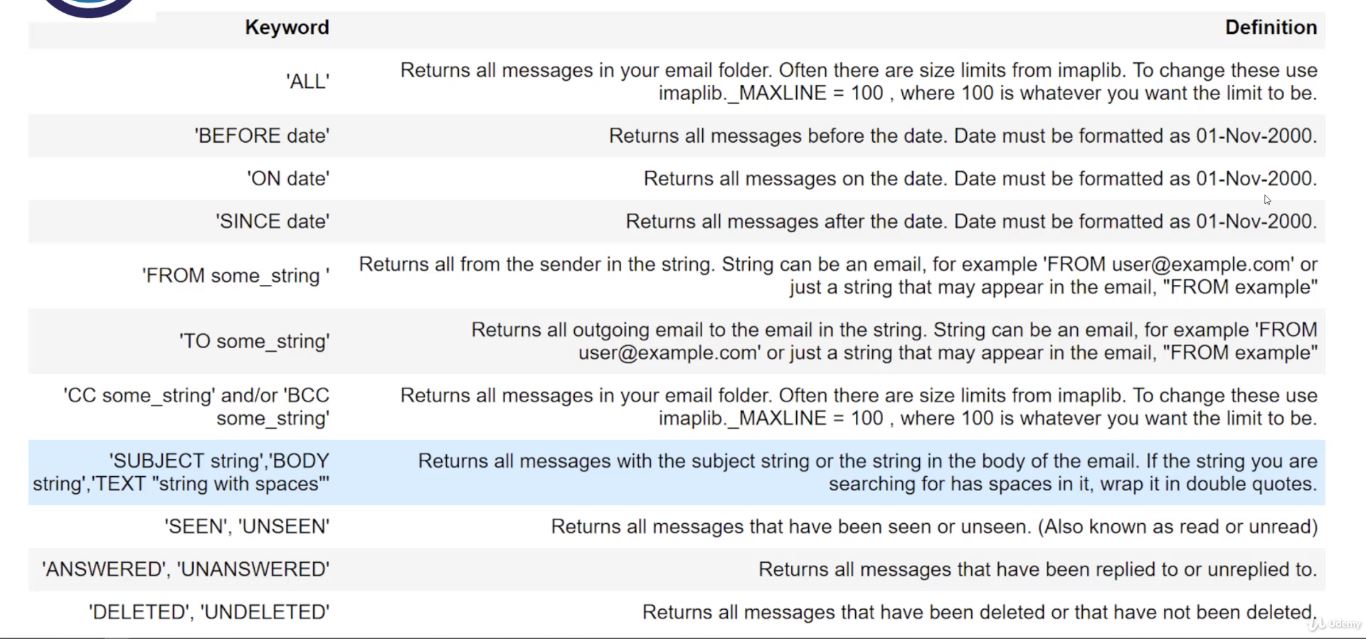 Keyword Definition
'ALL' Returns all messages in your email folder. Often there are size limits from imaplib. To change these use
imaplib._MAXLINE = 100 , where 100 is whatever you want the limit to be.
'BEFORE date' Returns all messages before the date. Date must be formatted as 01-Nov-2000.
'ON date' Returns all messages on the date. Date must be formatted as 01-Nov-2000.
'SINCE date' Returns all messages after the date. Date must be formatted as 01-Nov-2000.
'FROM some_string ' Returns all from the sender in the string. String can be an email, for example 'FROM user@example.com' or
just a string that may appear in the email, "FROM example"
'TO some_string' Returns all outgoing email to the email in the string. String can be an email, for example 'FROM
user@example.com' or just a string that may appear in the email, "FROM example"
'CC some_string' and/or 'BCC
some_string'
Returns all messages in your email folder. Often there are size limits from imaplib. To change these use
imaplib._MAXLINE = 100 , where 100 is whatever you want the limit to be.
'SUBJECT string','BODY
string','TEXT "string with spaces"'
Returns all messages with the subject string or the string in the body of the email. If the string you are
searching for has spaces in it, wrap it in double quotes.
'SEEN', 'UNSEEN' Returns all messages that have been seen or unseen. (Also known as read or unread)
'ANSWERED', 'UNANSWERED' Returns all messages that have been replied to or unreplied to.
'DELETED', 'UNDELETED' Returns all messages that have been deleted or that have not been deleted.
Udemy